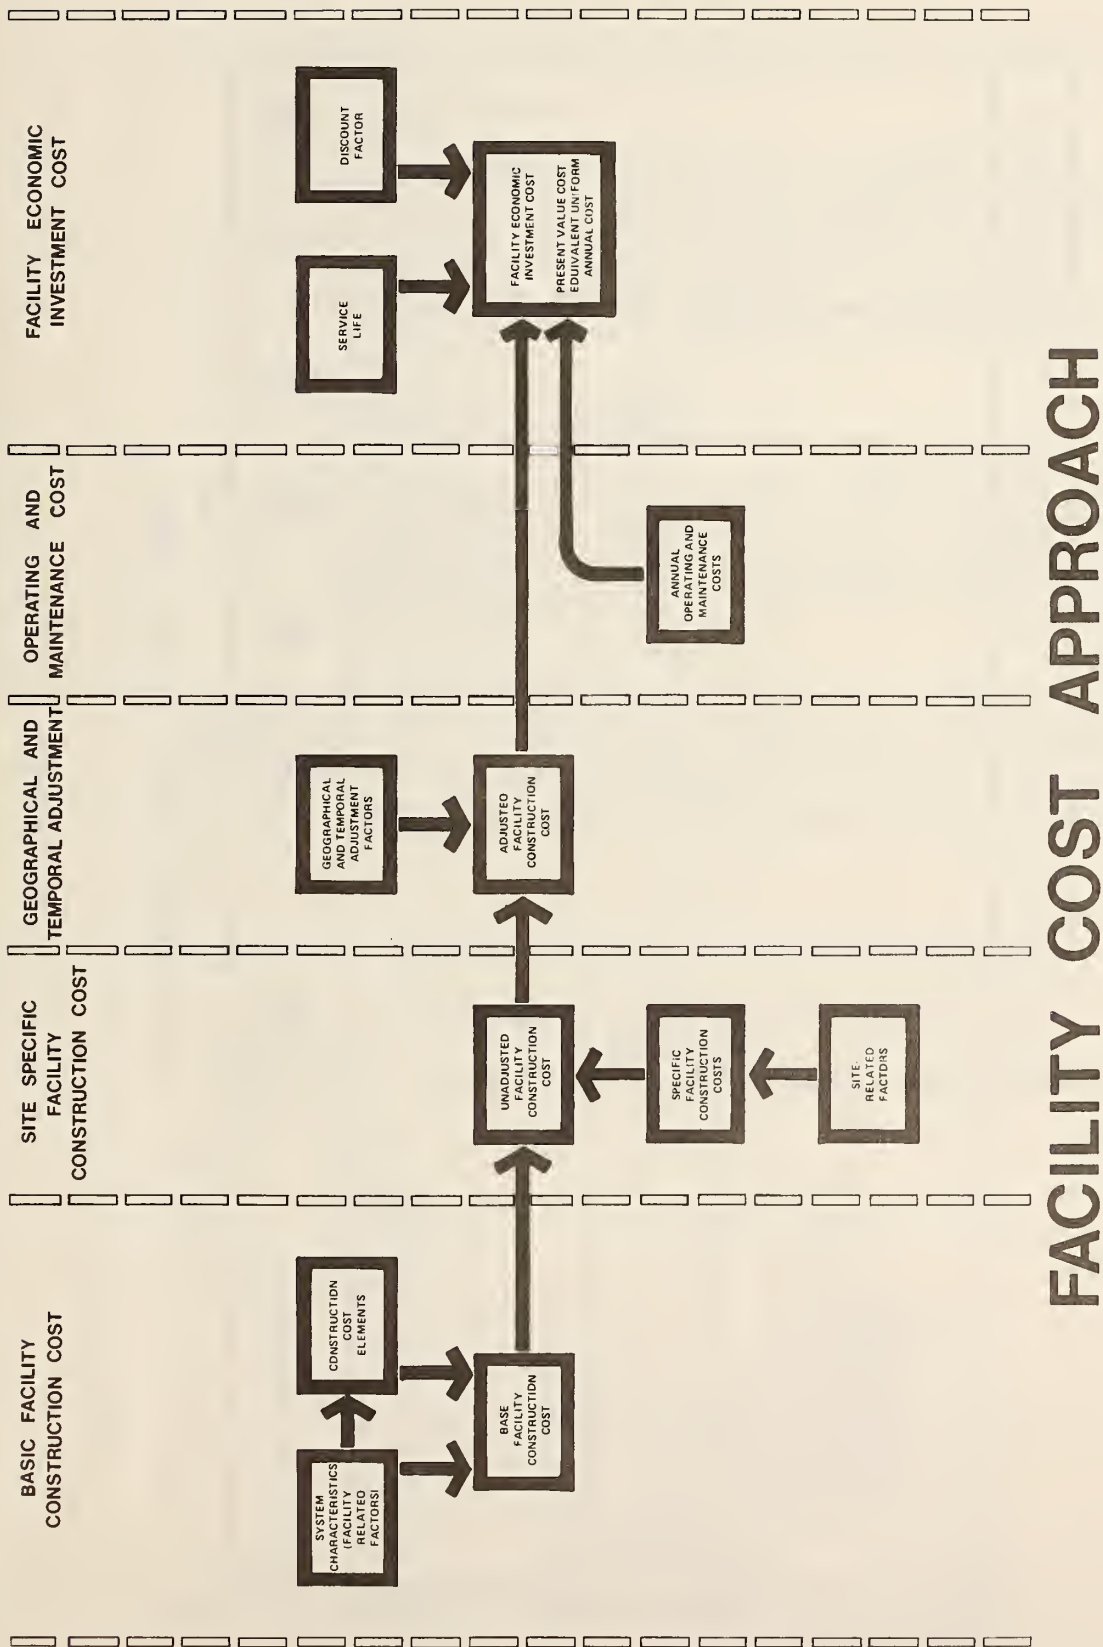 BASIC FACILITY
CONSTRUCTION COST
SITE SPECIFIC
FACILITY
CONSTRUCTION COST
GEOGRAPHICAL AND
TEMPORAL ADJUSTMENT
OPERATING AND
MAINTENANCE COST
FACILITY ECONOMIC
INVESTMENT COST
SYSTEM
CHARACTERISTICS
(FACILITY
RELATED
FACTORS)
CONSTRUCTION
COST
ELEMENTS
GEOGRAPHICAL
AND TEMPORAL
ADJUSTMENT
FACTORS
SERVICE
LIFE
DISCOUNT
FACTOR
BASE
FACILITY
CONSTRUCTION
COST
UNADJUSTED
FACILITY
CONSTRUCTION
COST
ADJUSTED
FACILITY
CONSTRUCTION
COST
FACILITY ECONOMIC
INVESTMENT COST
PRESENT VALUE COST
EQUIVALENT UNIFORM
ANNUAL COST
SPECIFIC
FACILITY
CONSTRUCTION
COSTS
ANNUAL
OPERATING AND
MAINTENANCE
COSTS
SITE-
RELATED
FACTORS
FACILITY COST APPROACH